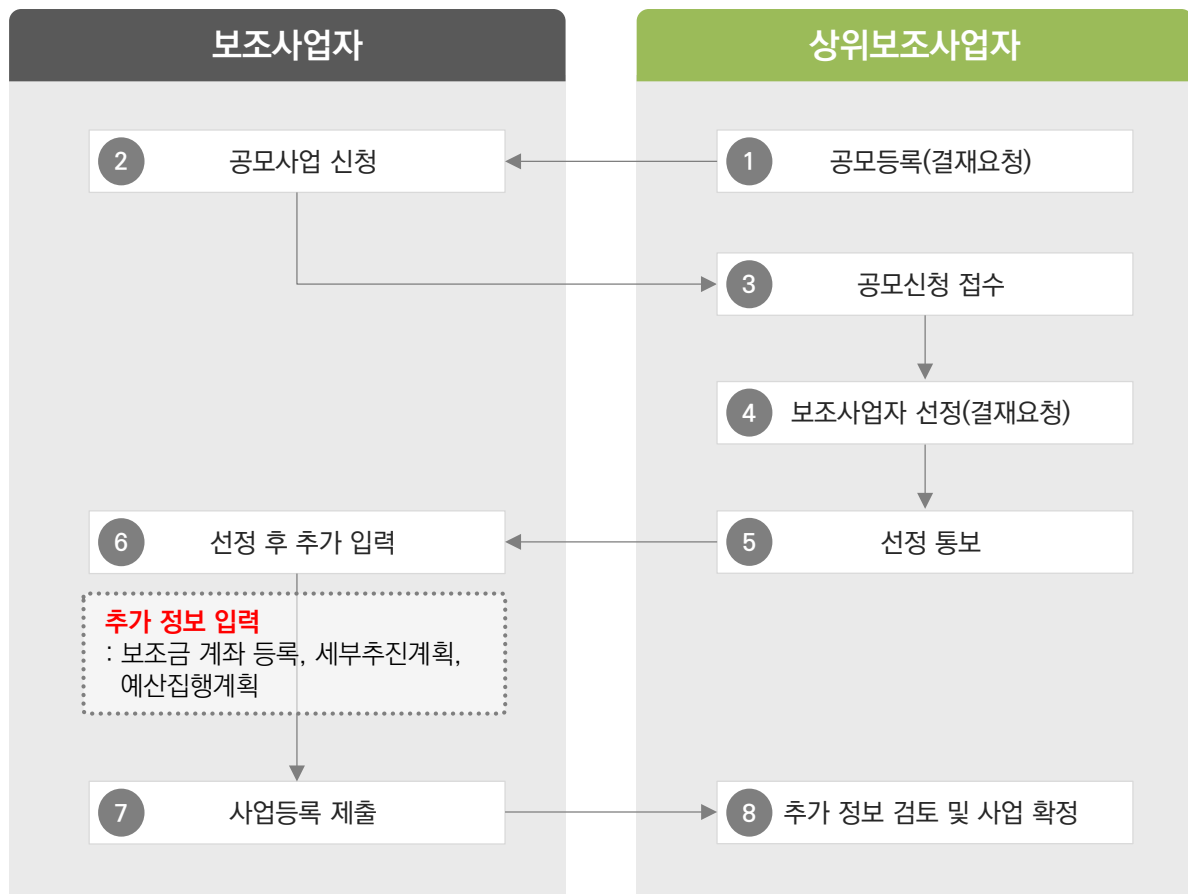 보조사업자
상위보조사업자
2 공모사업 신청
1 공모등록(결재요청)
3 공모신청 접수
4 보조사업자 선정(결재요청)
6 선정 후 추가 입력
5 선정 통보
추가 정보 입력
: 보조금 계좌 등록, 세부추진계획,
예산집행계획
7 사업등록 제출
8 추가 정보 검토 및 사업 확정